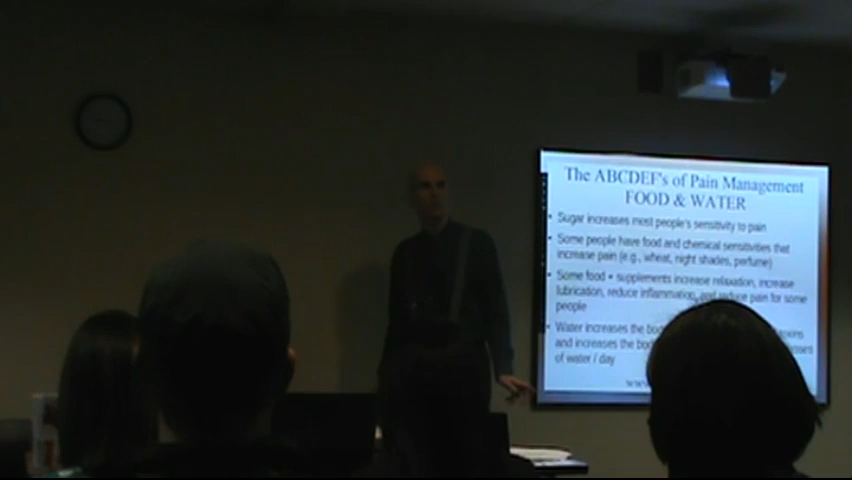 The ABCDEF's of Pain Management
FOOD & WATER
• Sugar increases most people's sensitivity to pain
• Some people have food and chemical sensitivities that
increase pain (e.g., wheat, night shades, perfume)
• Some food + supplements increase relaxation, increase
lubrication, reduce inflammation, and reduce pain for some
people
• Water increases the
and increases the
of water / day